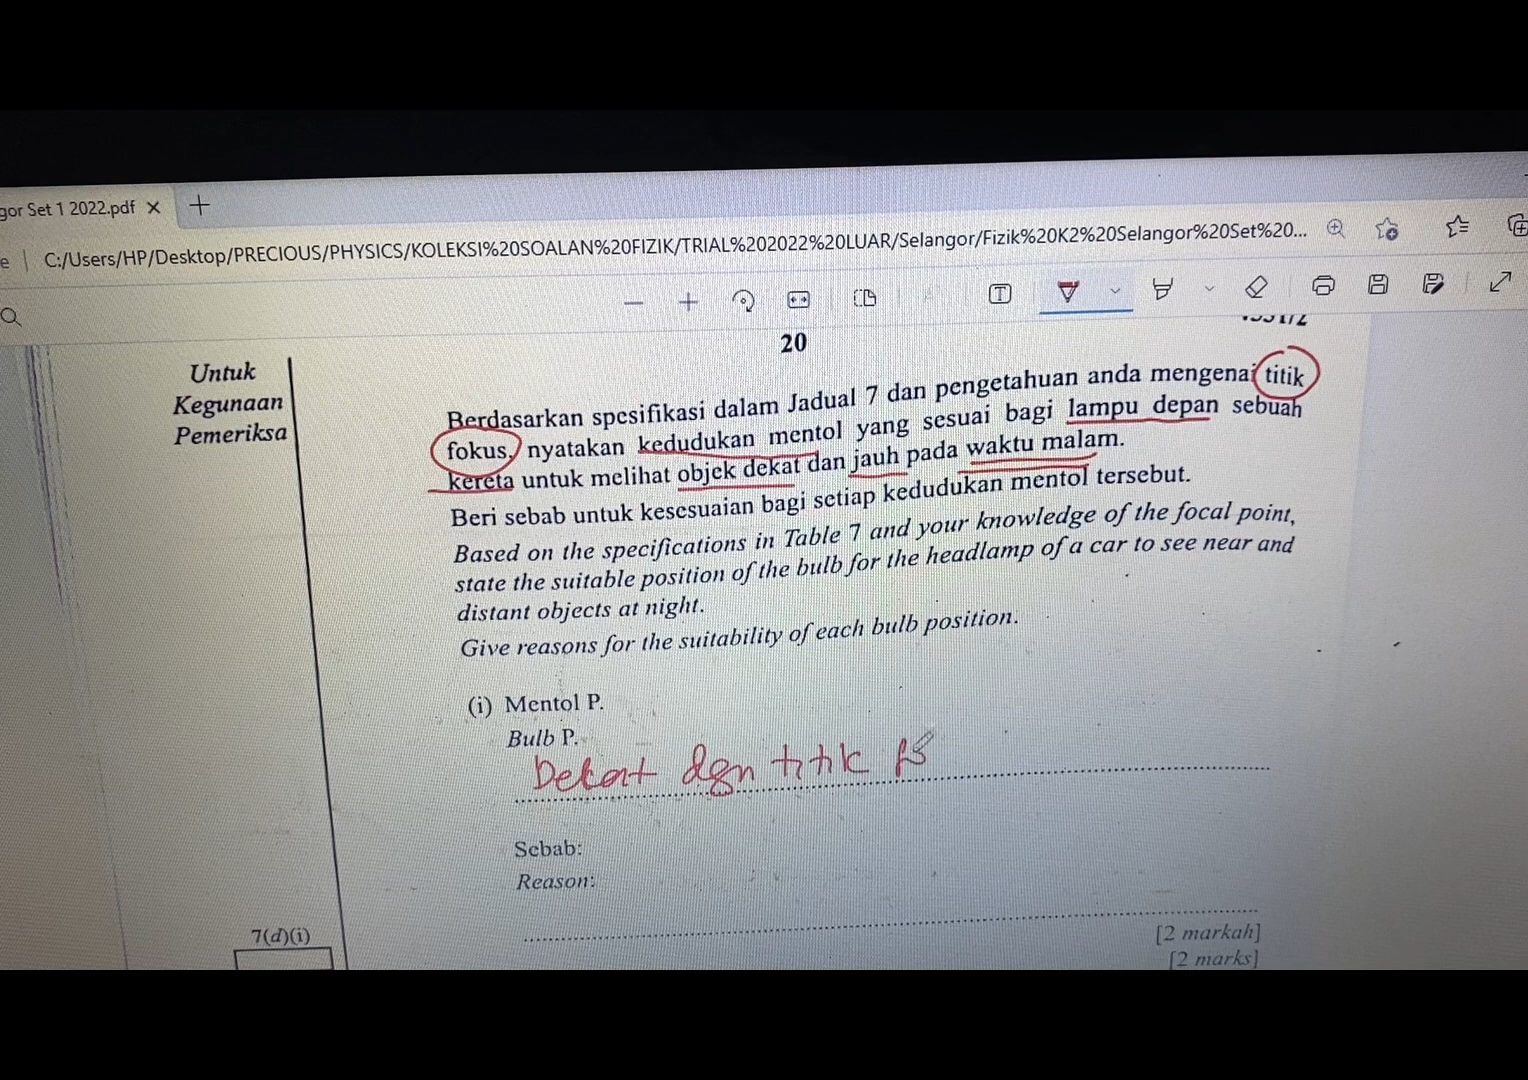 gor Set 1 2022.pdf
C:/Users/HP/Desktop/PRECIOUS/PHYSICS/KOLEKSI%20SOALAN%20FIZIK/TRIAL%202022%20LUAR/Selangor/Fizik%20K2%20Selangor%20Set%20...
20
Untuk
Kegunaan
Pemeriksa
Berdasarkan spesifikasi dalam Jadual 7 dan pengetahuan anda mengenai titik
fokus, nyatakan kedudukan mentol yang sesuai bagi lampu depan sebuah
kereta untuk melihat objek dekat dan jauh pada waktu malam.
Beri sebab untuk kesesuaian bagi setiap kedudukan mentol tersebut.
Based on the specifications in Table 7 and your knowledge of the focal point,
state the suitable position of the bulb for the headlamp of a car to see near and
distant objects at night.
Give reasons for the suitability of each bulb position.
(i) Mentol P.
Bulb P.
Dekat dgn titik
Sebab:
Reason:
7(d)(i)
[2 markah]
[2 marks]